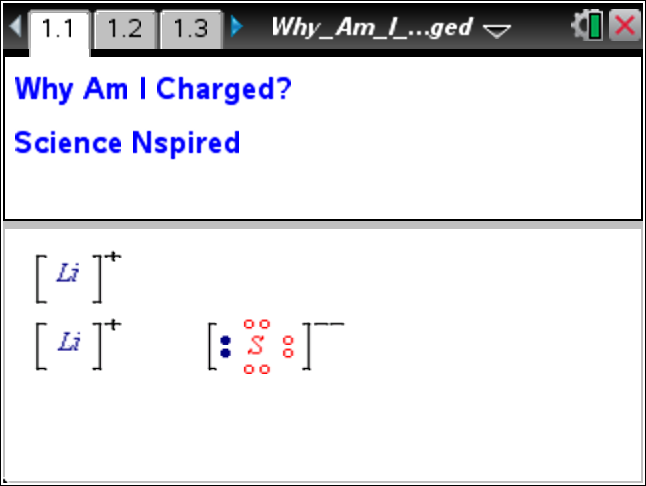 1.1 1.2 1.3 Why_Am_I_...ged
Why Am I Charged?
Science Nspired
[Li]+
[Li]+ [S]--